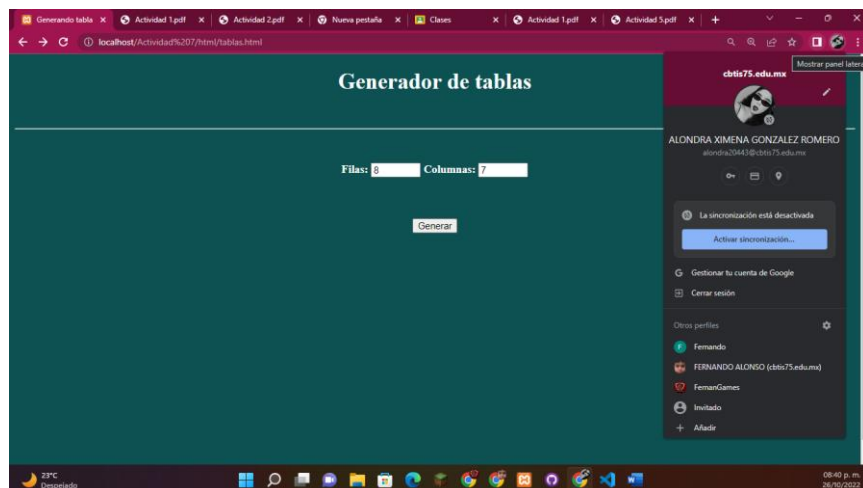 Generando tabla
Actividad 1.pdf
Actividad 2.pdf
Nueva pestaña
Clases
Actividad 1.pdf
Actividad 5.pdf
localhost/Actividad%207/html/tablas.html
Mostrar panel latera
Generador de tablas
Filas: 8 Columnas: 7
Generar
cbtis75.edu.mx
ALONDRA XIMENA GONZALEZ ROMERO
alondra20443@cbtis75.edu.mx
La sincronización está desactivada
Activar sincronización...
G Gestionar tu cuenta de Google
Cerrar sesión
Otros perfiles
F Fernando
FERNANDO ALONSO (cbtis75.edu.mx)
FernanGames
Invitado
Añadir
23°C
Despejado
08:40 p. m.
26/10/2022